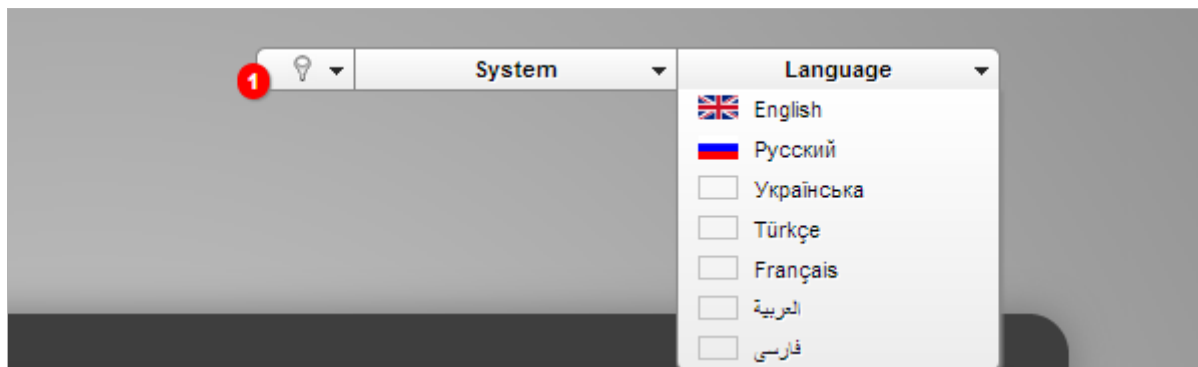 1
System
Language
English
Русский
Українська
Türkçe
Français
العربية
فارسی